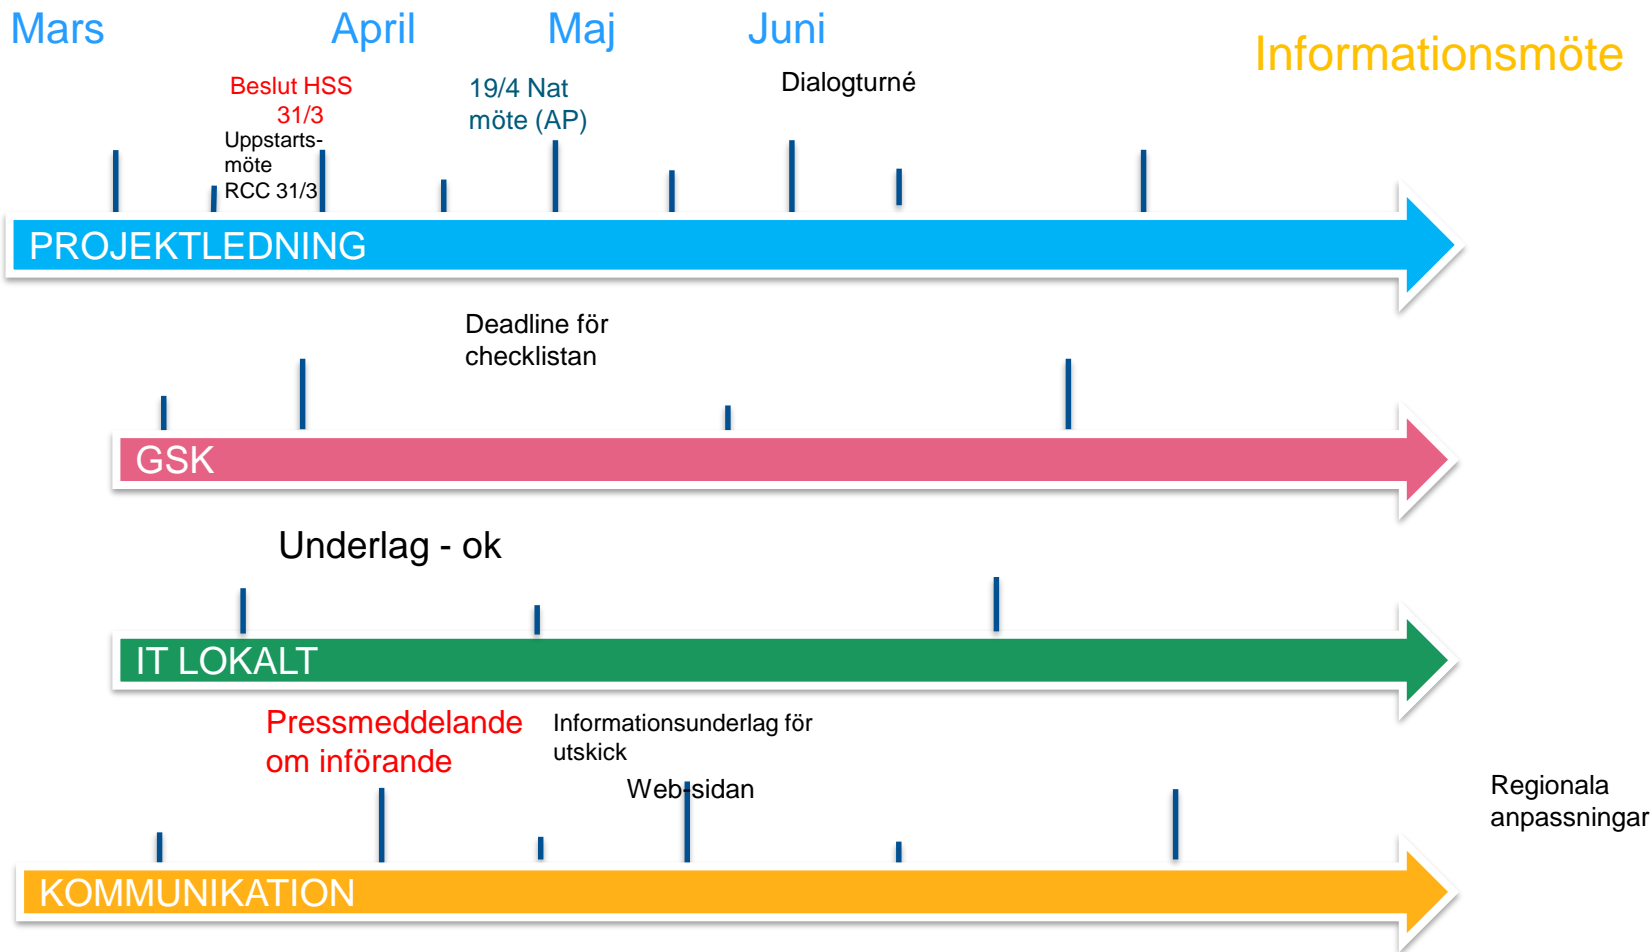 Mars
April
Maj
Juni
Informationsmöte
Beslut HSS
31/3
Uppstarts-
möte
RCC 31/3
19/4 Nat
möte (AP)
Dialogturné
PROJEKTLEDNING
Deadline för
checklistan
GSK
Underlag - ok
IT LOKALT
Pressmeddelande
om införande
Informationsunderlag för
utskick
Web-sidan
Regionala
anpassningar
KOMMUNIKATION